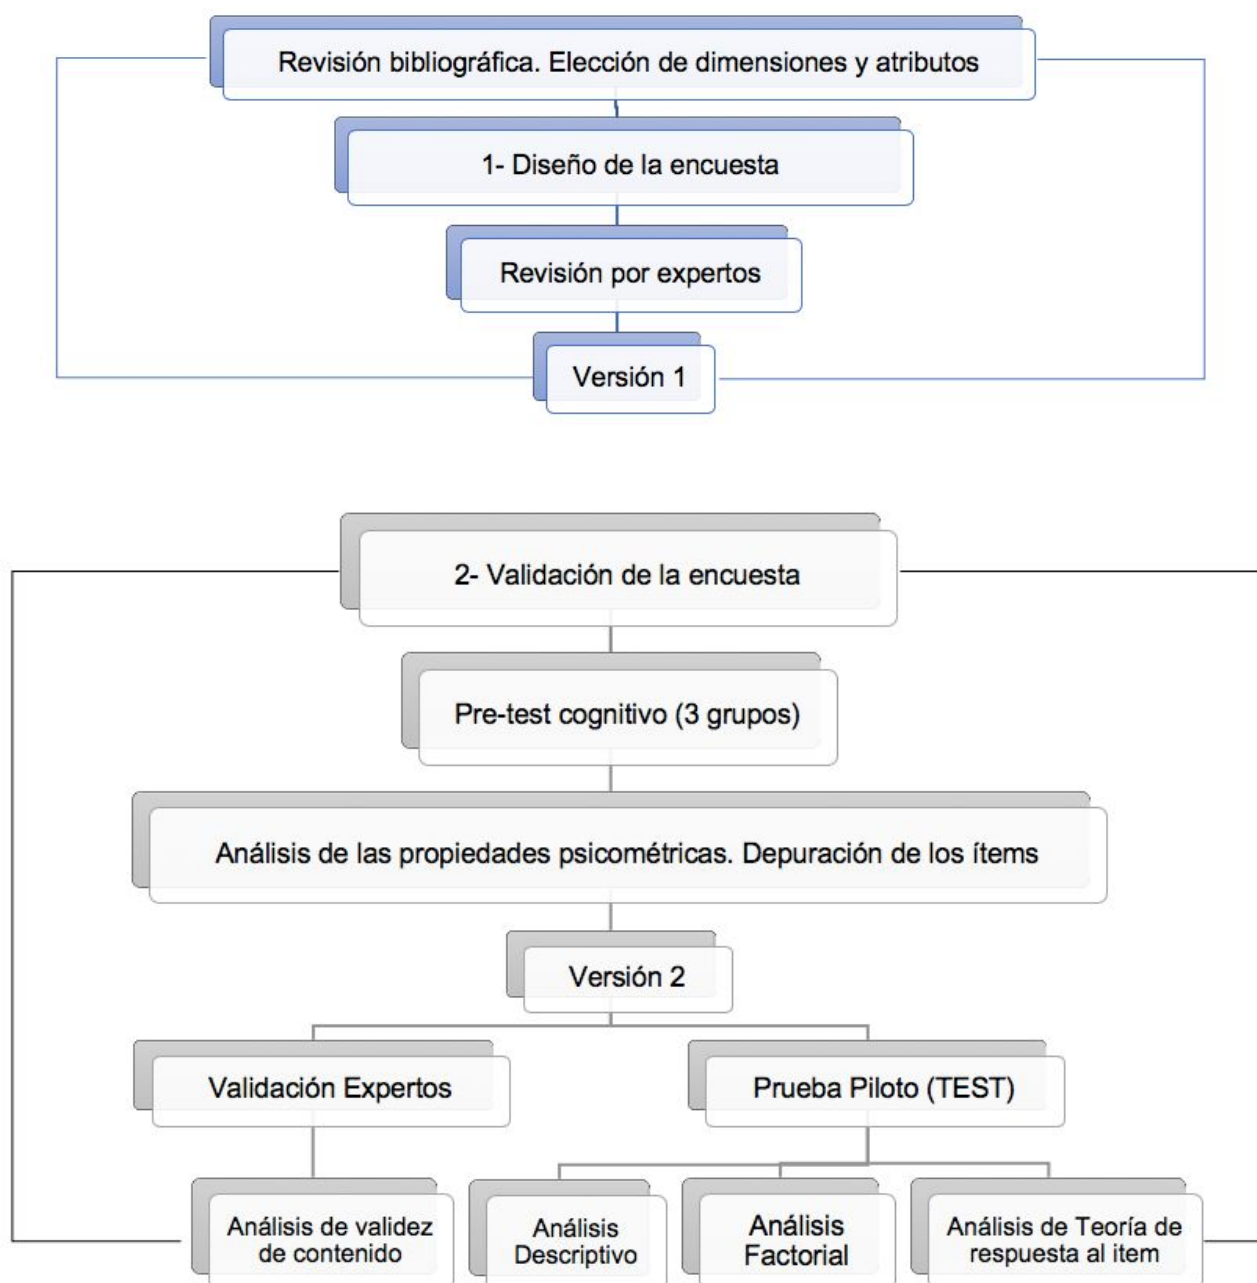 Revisión bibliográfica. Elección de dimensiones y atributos
1- Diseño de la encuesta
Revisión por expertos
Versión 1
2- Validación de la encuesta
Pre-test cognitivo (3 grupos)
Análisis de las propiedades psicométricas. Depuración de los ítems
Versión 2
Validación Expertos
Prueba Piloto (TEST)
Análisis de validez
de contenido
Análisis
Descriptivo
Análisis
Factorial
Análisis de Teoría de
respuesta al item